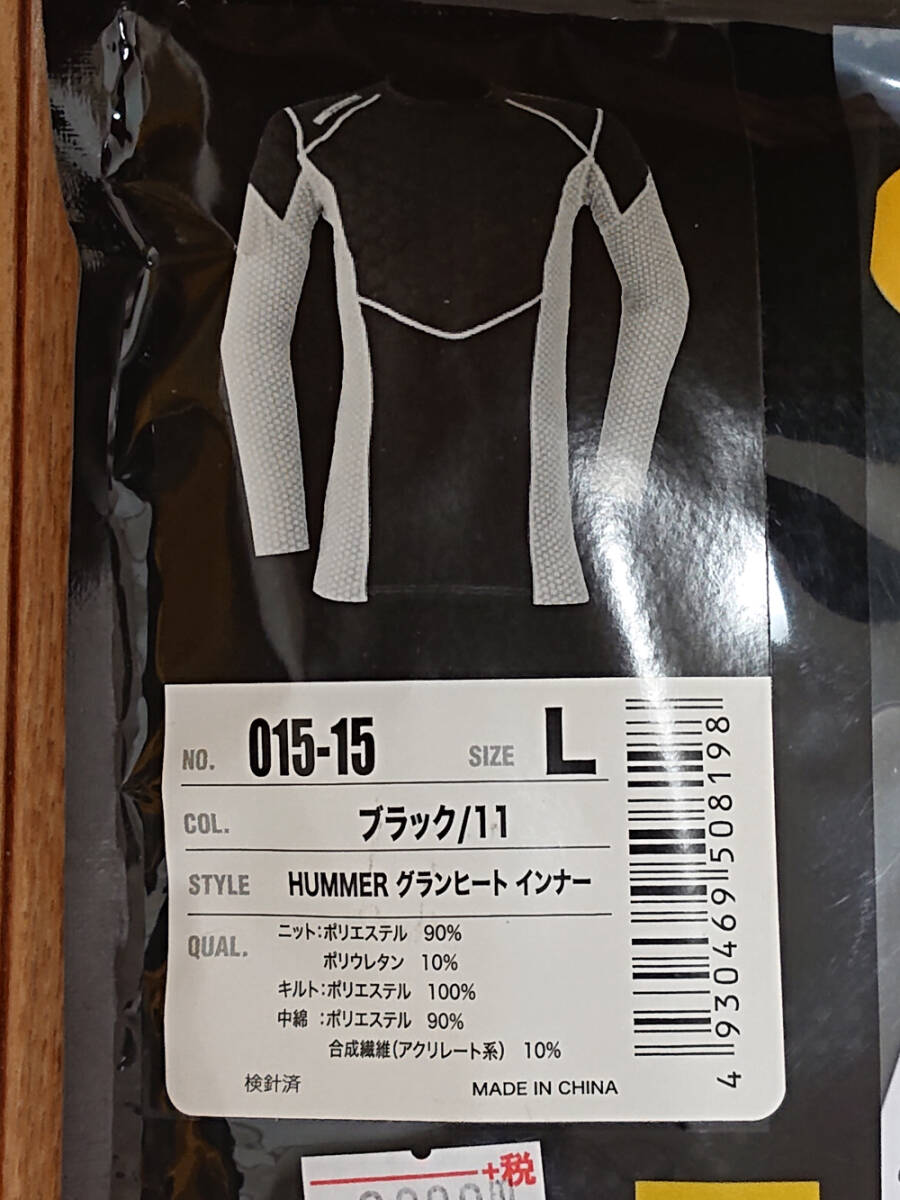 NO. 015-15 SIZE L
COL. ブラック/11
STYLE HUMMER グランヒート インナー
QUAL. ニット:ポリエステル 90%
ポリウレタン 10%
キルト:ポリエステル 100%
中綿 :ポリエステル 90%
合成繊維(アクリレート系) 10%
検針済 MADE IN CHINA
4 930469 508198
+税